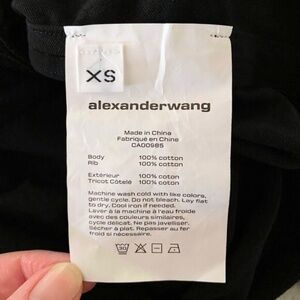 XS
alexanderwang
Made in China
Fabriqué en Chine
CA00985
Body 100% cotton
Rib 100% cotton
Extérieur 100% cotton
Tricot Côtelé 100% cotton
Machine wash cold with like colors,
gentle cycle. Do not bleach. Lay flat
to dry. Cool iron if needed.
Laver à la machine à l'eau froide
avec des couleurs similaires,
cycle délicat. Ne pas javelliser.
Sécher à plat. Repasser au fer
froid si nécessaire.
30